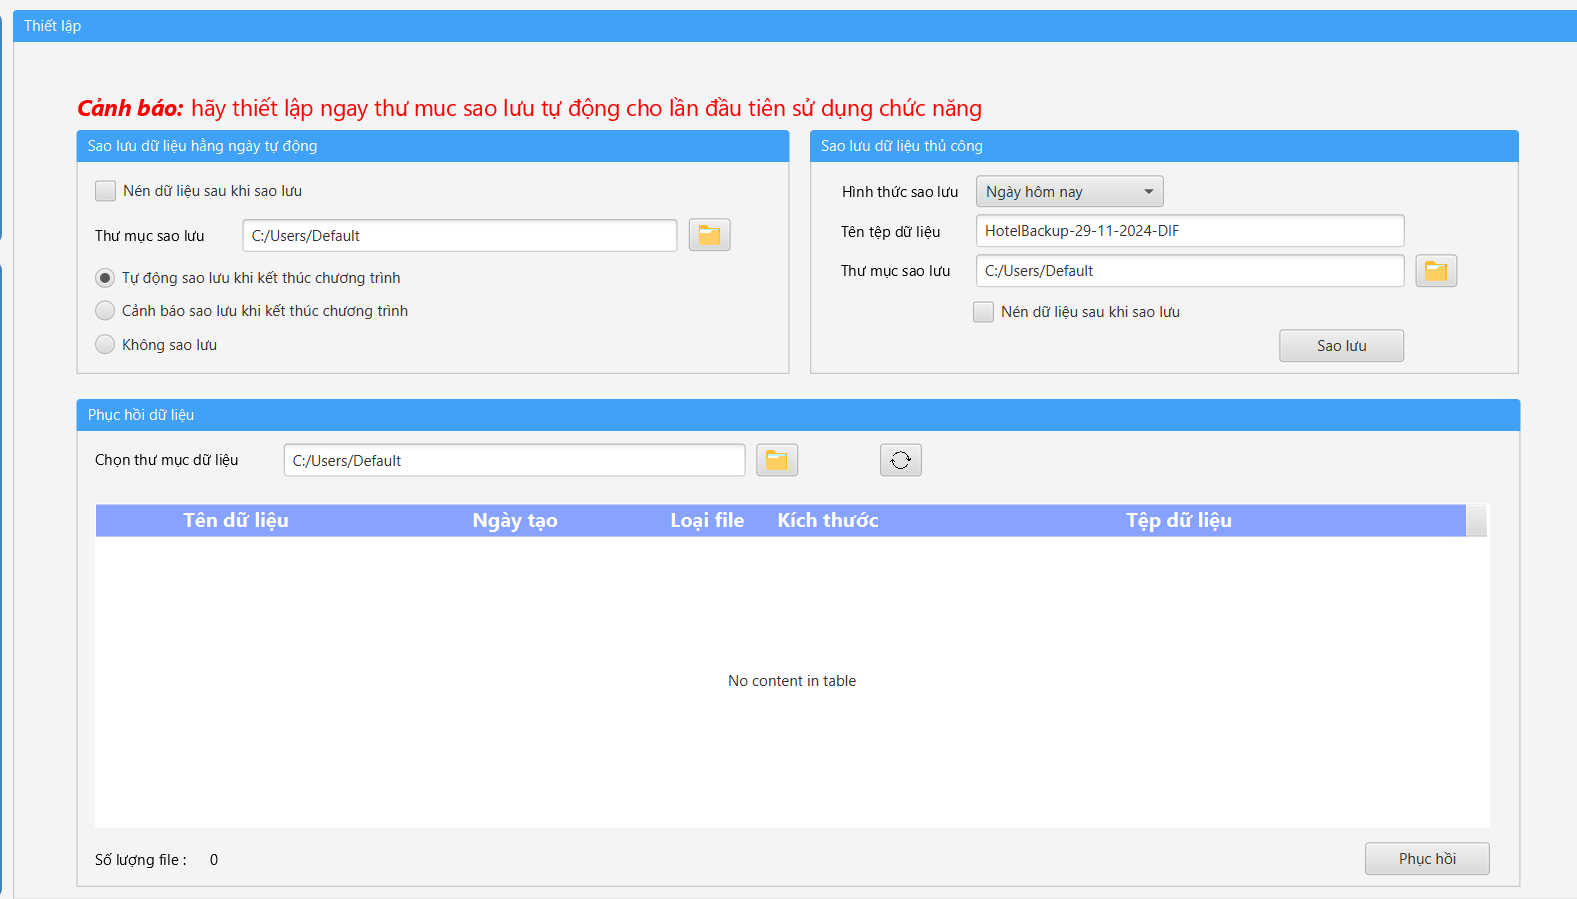 Thiết lập
Cảnh báo: hãy thiết lập ngay thư muc sao lưu tự động cho lần đầu tiên sử dụng chức năng
Sao lưu dữ liệu hằng ngày tự động
Nén dữ liệu sau khi sao lưu
Thư mục sao lưu C:/Users/Default
Tự động sao lưu khi kết thúc chương trình
Cảnh báo sao lưu khi kết thúc chương trình
Không sao lưu
Sao lưu dữ liệu thủ công
Hình thức sao lưu Ngày hôm nay
Tên tệp dữ liệu HotelBackup-29-11-2024-DIF
Thư mục sao lưu C:/Users/Default
Nén dữ liệu sau khi sao lưu
Sao lưu
Phục hồi dữ liệu
Chọn thư mục dữ liệu C:/Users/Default
Tên dữ liệu Ngày tạo Loại file Kích thước Tệp dữ liệu
No content in table
Số lượng file : 0
Phục hồi